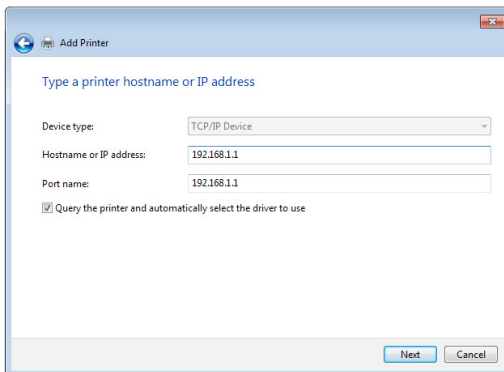 Add Printer
Type a printer hostname or IP address
Device type: TCP/IP Device
Hostname or IP address: 192.168.1.1
Port name: 192.168.1.1
Query the printer and automatically select the driver to use
Next Cancel